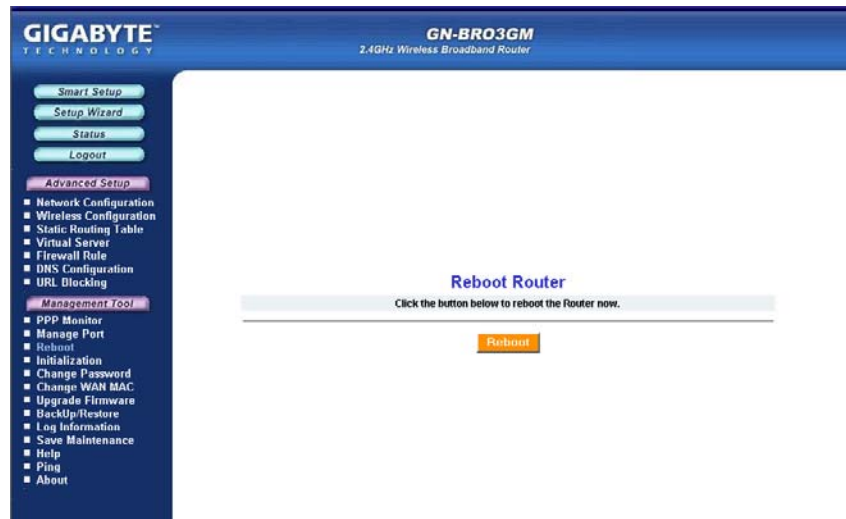 GIGABYTE™
TECHNOLOGY
GN-BR03GM
2.4GHz Wireless Broadband Router
Smart Setup
Setup Wizard
Status
Logout
Advanced Setup
Network Configuration
Wireless Configuration
Static Routing Table
Virtual Server
Firewall Rule
DNS Configuration
URL Blocking
Management Tool
PPP Monitor
Manage Port
Reboot
Initialization
Change Password
Change WAN MAC
Upgrade Firmware
BackUp/Restore
Log Information
Save Maintenance
Help
Ping
About
Reboot Router
Click the button below to reboot the Router now.
Reboot